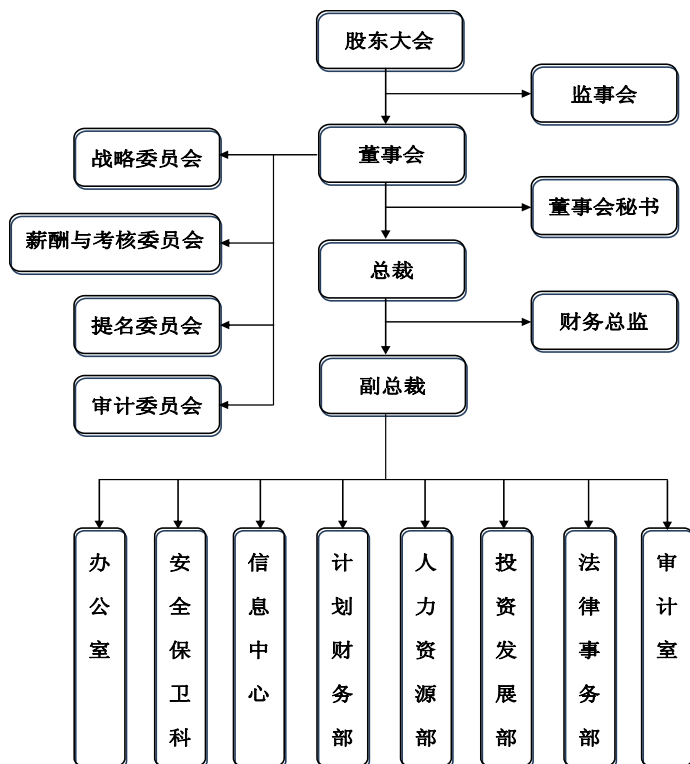 股东大会
监事会
董事会
战略委员会
董事会秘书
薪酬与考核委员会
总裁
提名委员会
财务总监
副总裁
审计委员会
办公室
安全保卫科
信息中心
计划财务部
人力资源部
投资发展部
法律事务部
审计室